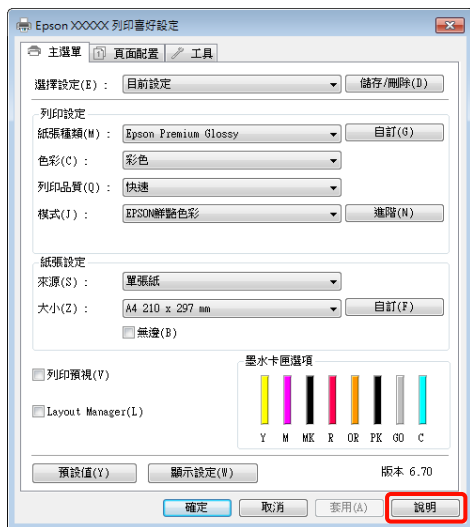 Epson XXXXX 列印喜好設定
主選單 頁面配置 工具
選擇設定(E)： 目前設定 儲存/刪除(D)
列印設定
紙張種類(M)： Epson Premium Glossy 自訂(G)
色彩(C)： 彩色
列印品質(Q)： 快速
模式(J)： EPSON鮮艷色彩 進階(N)
紙張設定
來源(S)： 單張紙
大小(Z)： A4 210 x 297 mm 自訂(F)
無邊(B)
列印預視(V)
墨水卡匣選項
Layout Manager(L)
Y M MK R OR PK GO C
預設值(Y) 顯示設定(W) 版本 6.70
確定 取消 套用(A) 說明